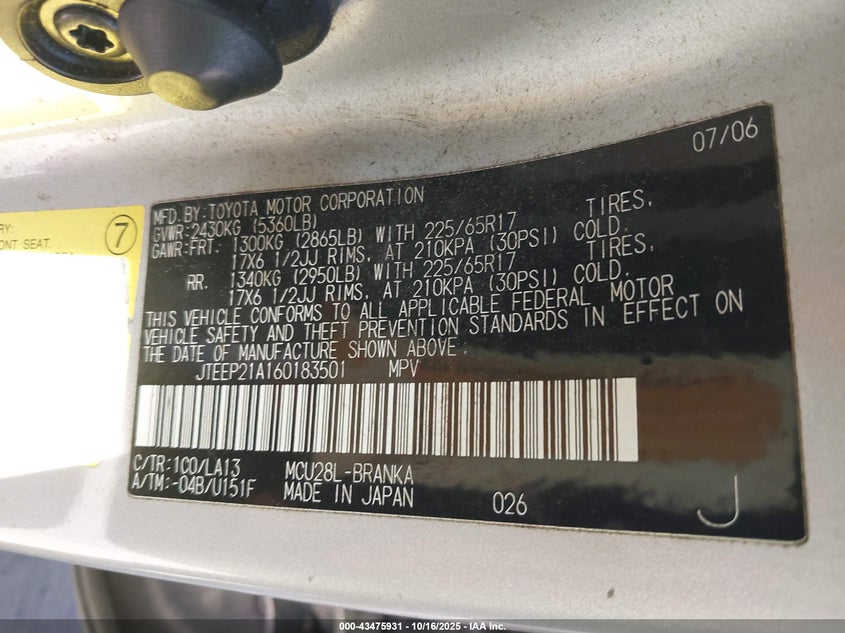 07/06
MFD.BY:TOYOTA MOTOR CORPORATION
GVWR:2430KG (5360LB)
GAWR:FRT. 1300KG (2865LB) WITH 225/65R17 TIRES,
17X6 1/2JJ RIMS, AT 210KPA (30PSI) COLD.
RR. 1340KG (2950LB) WITH 225/65R17 TIRES,
17X6 1/2JJ RIMS, AT 210KPA (30PSI) COLD.
THIS VEHICLE CONFORMS TO ALL APPLICABLE FEDERAL MOTOR
VEHICLE SAFETY AND THEFT PREVENTION STANDARDS IN EFFECT ON
THE DATE OF MANUFACTURE SHOWN ABOVE.
JTEEP21A160183501 MPV
C/TR:1C0/LA13 MCU28L-BRANKA
A/TM:-04B/U151F MADE IN JAPAN 026
J
RY: 7
ONT SEAT.
000-43475931 - 10/16/2025 - IAA Inc.